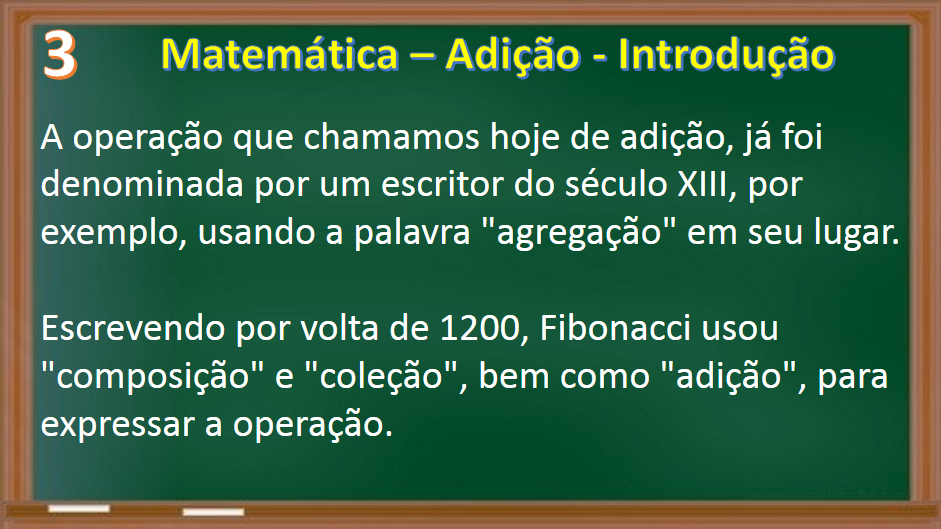 3
Matemática – Adição - Introdução
A operação que chamamos hoje de adição, já foi
denominada por um escritor do século XIII, por
exemplo, usando a palavra "agregação" em seu lugar.
Escrevendo por volta de 1200, Fibonacci usou
"composição" e "coleção", bem como "adição", para
expressar a operação.